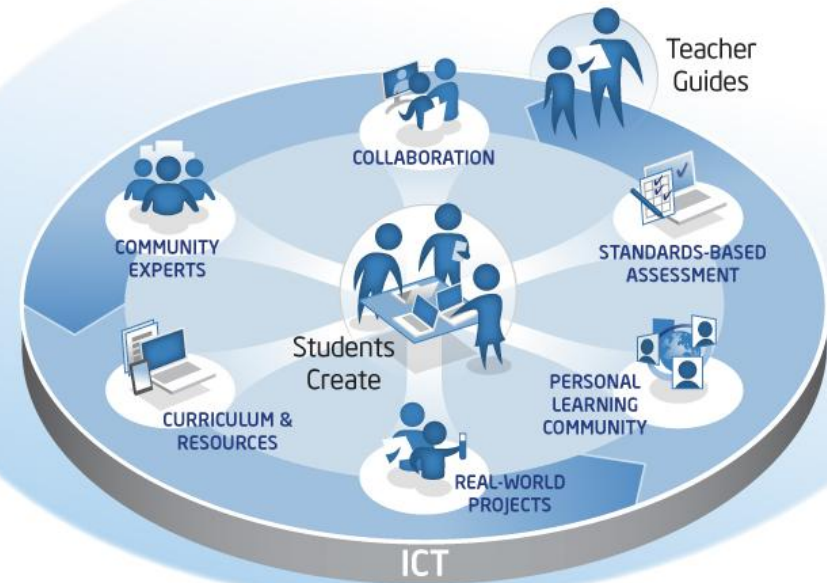 Teacher
Guides
COLLABORATION
COMMUNITY
EXPERTS
STANDARDS-BASED
ASSESSMENT
Students
Create
PERSONAL
LEARNING
COMMUNITY
CURRICULUM &
RESOURCES
REAL-WORLD
PROJECTS
ICT